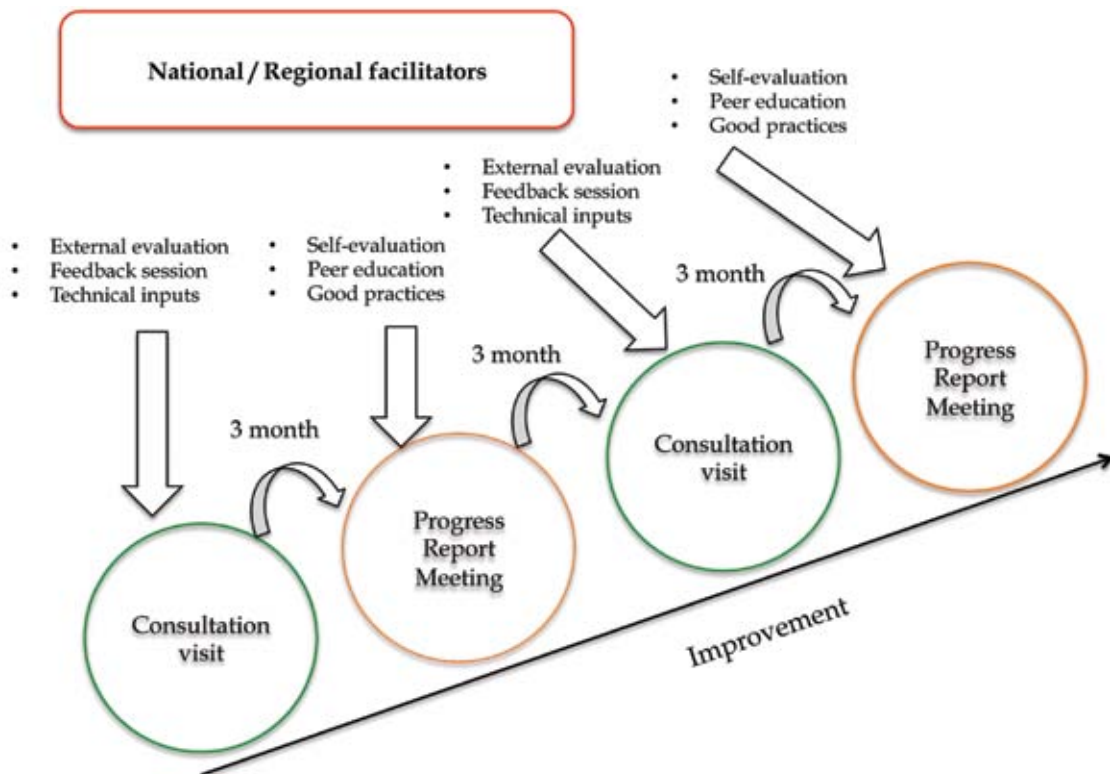 National / Regional facilitators
• Self-evaluation
• Peer education
• Good practices
• External evaluation
• Feedback session
• Technical inputs
• External evaluation
• Feedback session
• Technical inputs
• Self-evaluation
• Peer education
• Good practices
3 month
3 month
3 month
Consultation
visit
Progress
Report
Meeting
Consultation
visit
Progress
Report
Meeting
Improvement